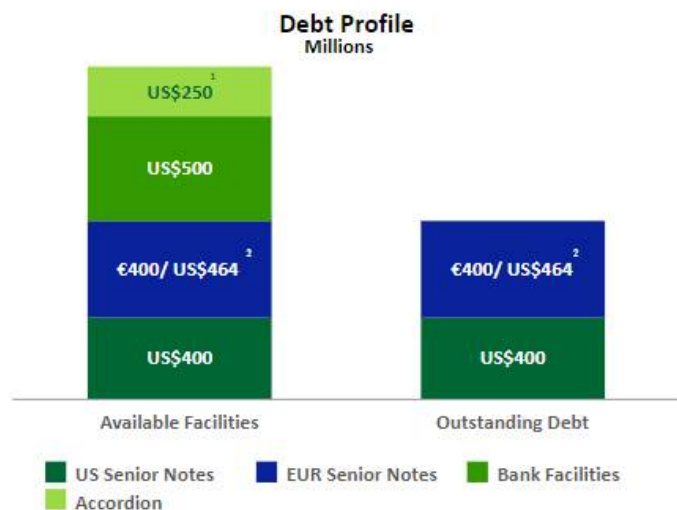 Debt Profile
Millions
US$250 1
US$500
€400/ US$464 2
€400/ US$464 2
US$400
US$400
Available Facilities
Outstanding Debt
US Senior Notes
EUR Senior Notes
Bank Facilities
Accordion